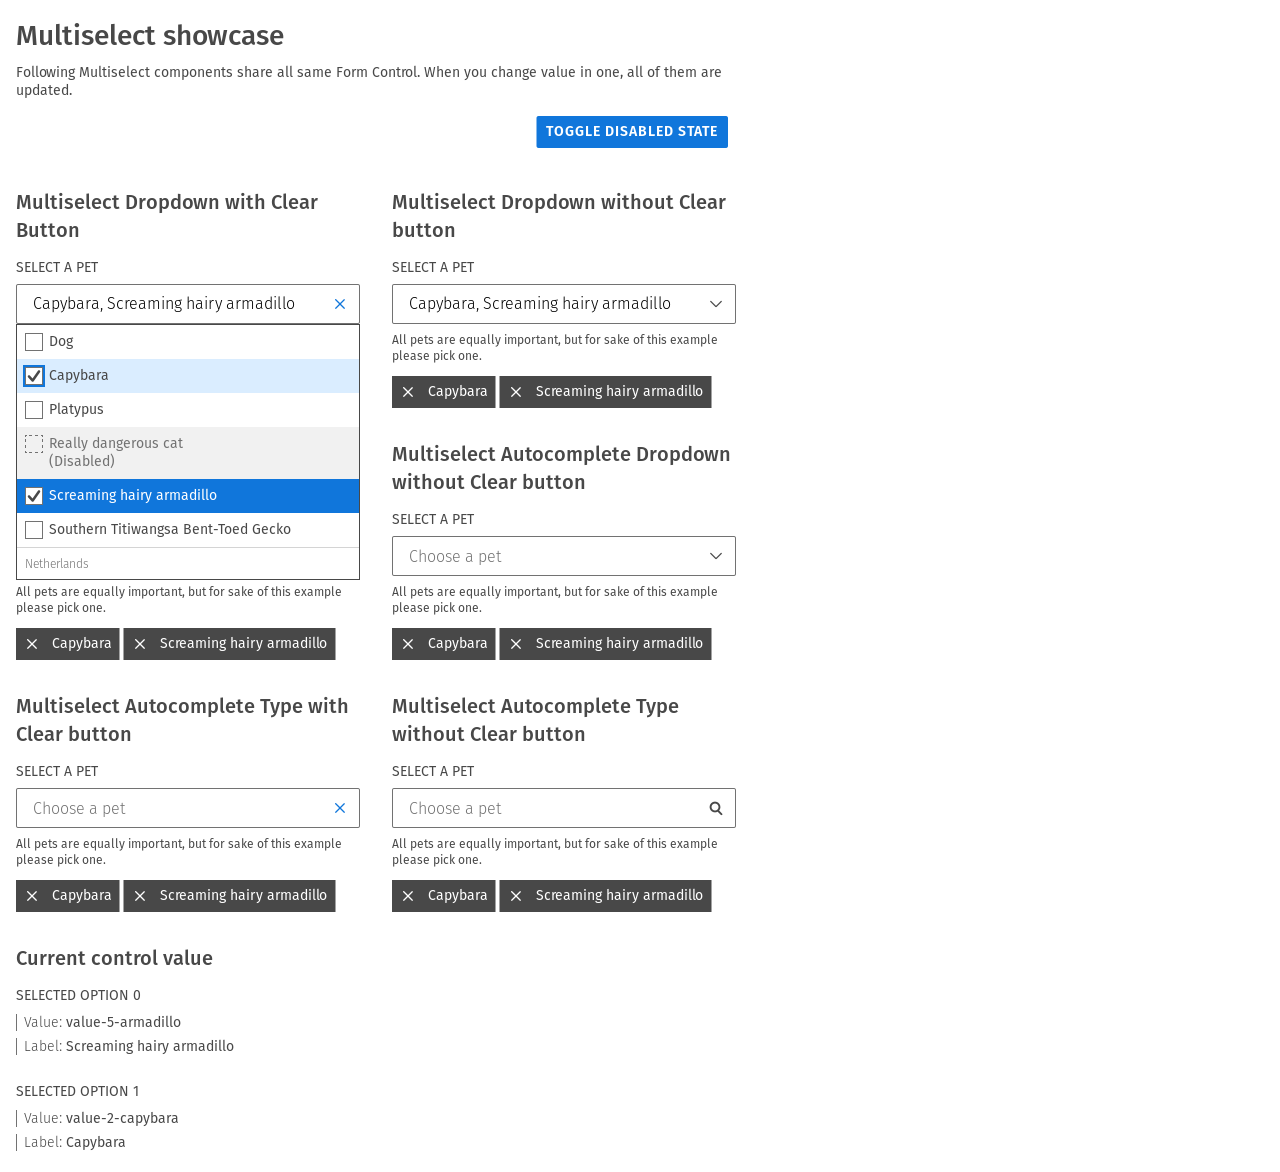 Multiselect showcase
Following Multiselect components share all same Form Control. When you change value in one, all of them are
updated.
TOGGLE DISABLED STATE
Multiselect Dropdown with Clear
Button
SELECT A PET
Capybara, Screaming hairy armadillo
Dog
Capybara
Platypus
Really dangerous cat
(Disabled)
Screaming hairy armadillo
Southern Titiwangsa Bent-Toed Gecko
Netherlands
All pets are equally important, but for sake of this example
please pick one.
Capybara
Screaming hairy armadillo
Multiselect Dropdown without Clear
button
SELECT A PET
Capybara, Screaming hairy armadillo
All pets are equally important, but for sake of this example
please pick one.
Capybara
Screaming hairy armadillo
Multiselect Autocomplete Dropdown
without Clear button
SELECT A PET
Choose a pet
All pets are equally important, but for sake of this example
please pick one.
Capybara
Screaming hairy armadillo
Multiselect Autocomplete Type with
Clear button
SELECT A PET
Choose a pet
All pets are equally important, but for sake of this example
please pick one.
Capybara
Screaming hairy armadillo
Multiselect Autocomplete Type
without Clear button
SELECT A PET
Choose a pet
All pets are equally important, but for sake of this example
please pick one.
Capybara
Screaming hairy armadillo
Current control value
SELECTED OPTION 0
Value: value-5-armadillo
Label: Screaming hairy armadillo
SELECTED OPTION 1
Value: value-2-capybara
Label: Capybara